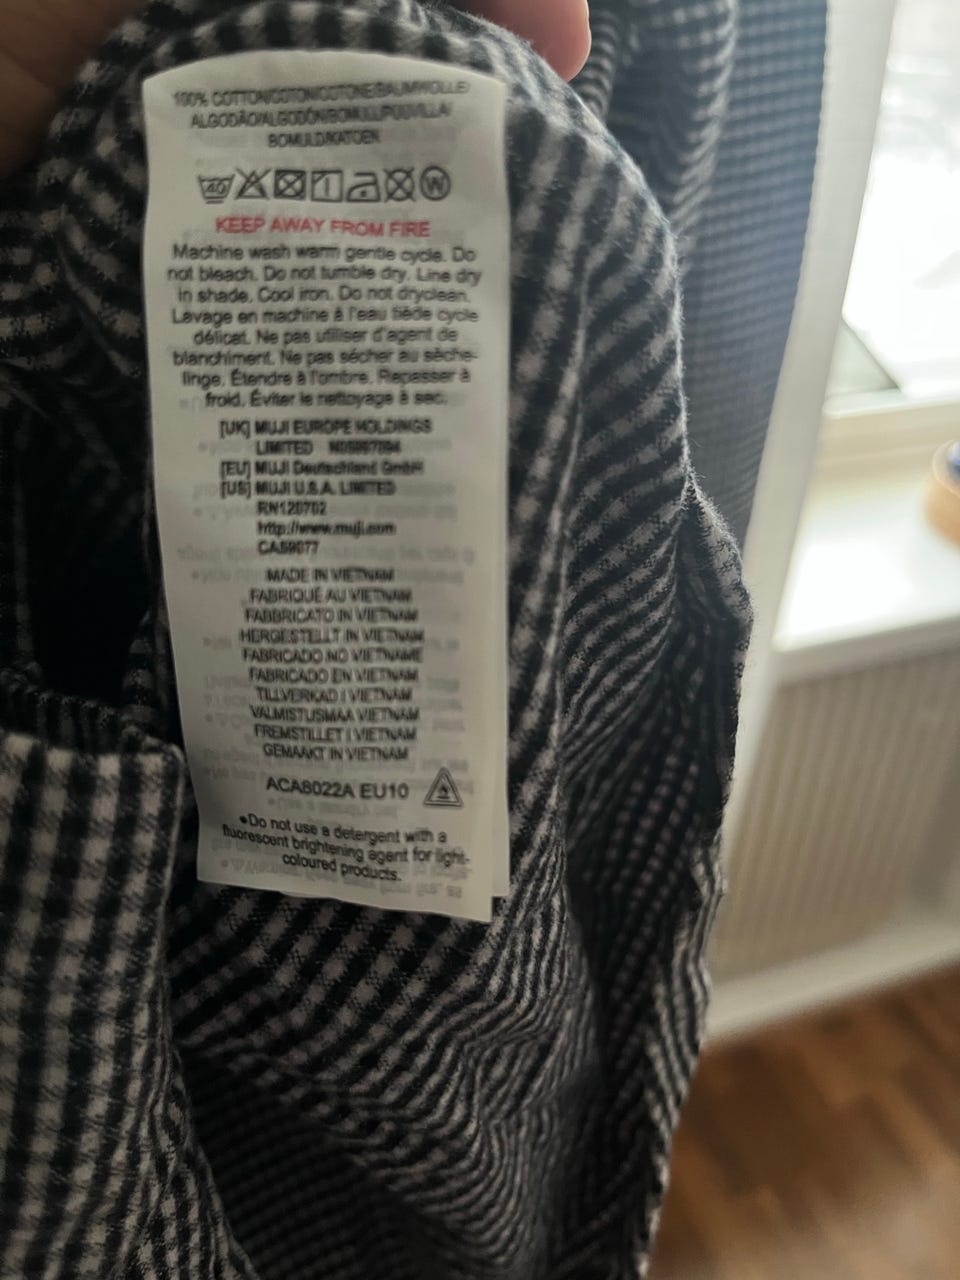 100% COTTON/COTON/COTONE/BAUMWOLLE/
ALGODÃO/ALGODÓN/BOMULL/PUUVILLA/
BOMULD/KATOEN
40 W
KEEP AWAY FROM FIRE
Machine wash warm gentle cycle. Do
not bleach. Do not tumble dry. Line dry
in shade. Cool iron. Do not dryclean.
Lavage en machine à l'eau tiède cycle
délicat. Ne pas utiliser d'agent de
blanchiment. Ne pas sécher au sèche-
linge. Étendre à l'ombre. Repasser à
froid. Éviter le nettoyage à sec.
[UK] MUJI EUROPE HOLDINGS
LIMITED
[EU] MUJI Deutschland GmbH
[US] MUJI U.S.A. LIMITED
RN120702
http://www.muji.com
CA59077
MADE IN VIETNAM
FABRIQUÉ AU VIETNAM
FABBRICATO IN VIETNAM
HERGESTELLT IN VIETNAM
FABRICADO NO VIETNAME
FABRICADO EN VIETNAM
TILLVERKAD I VIETNAM
VALMISTUSMAA VIETNAM
FREMSTILLET I VIETNAM
GEMAAKT IN VIETNAM
ACA8022A EU10
●Do not use a detergent with a
fluorescent brightening agent for light-
coloured products.